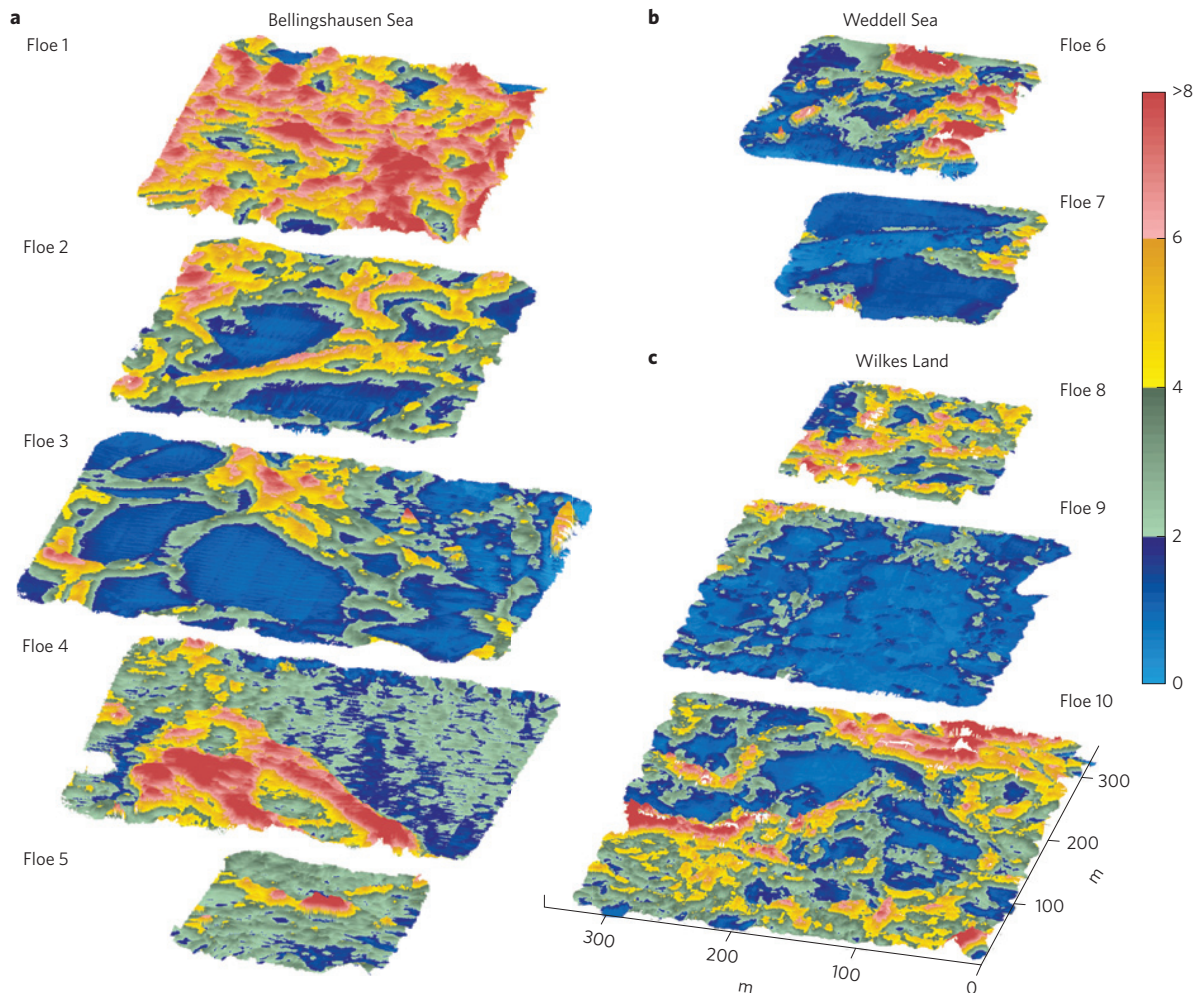 a
Bellingshausen Sea
Floe 1
Floe 2
Floe 3
Floe 4
Floe 5
b
Weddell Sea
Floe 6
Floe 7
c
Wilkes Land
Floe 8
Floe 9
Floe 10
>8
6
4
2
0
300
200
100
m
300
200
100
0
m